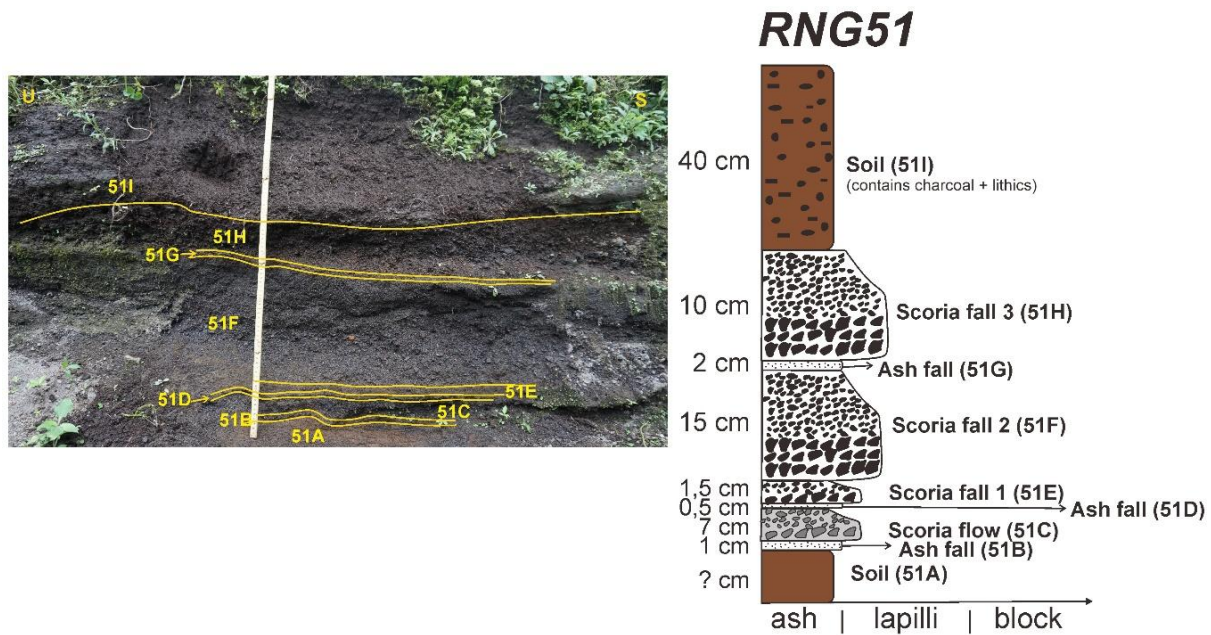 RNG51
U
S
51I
51H
51G
51F
51D
51E
51B
51C
51A
40 cm
Soil (51I)
(contains charcoal + lithics)
10 cm
Scoria fall 3 (51H)
2 cm
Ash fall (51G)
15 cm
Scoria fall 2 (51F)
1,5 cm
Scoria fall 1 (51E)
0,5 cm
Ash fall (51D)
7 cm
Scoria flow (51C)
1 cm
Ash fall (51B)
? cm
Soil (51A)
ash | lapilli | block